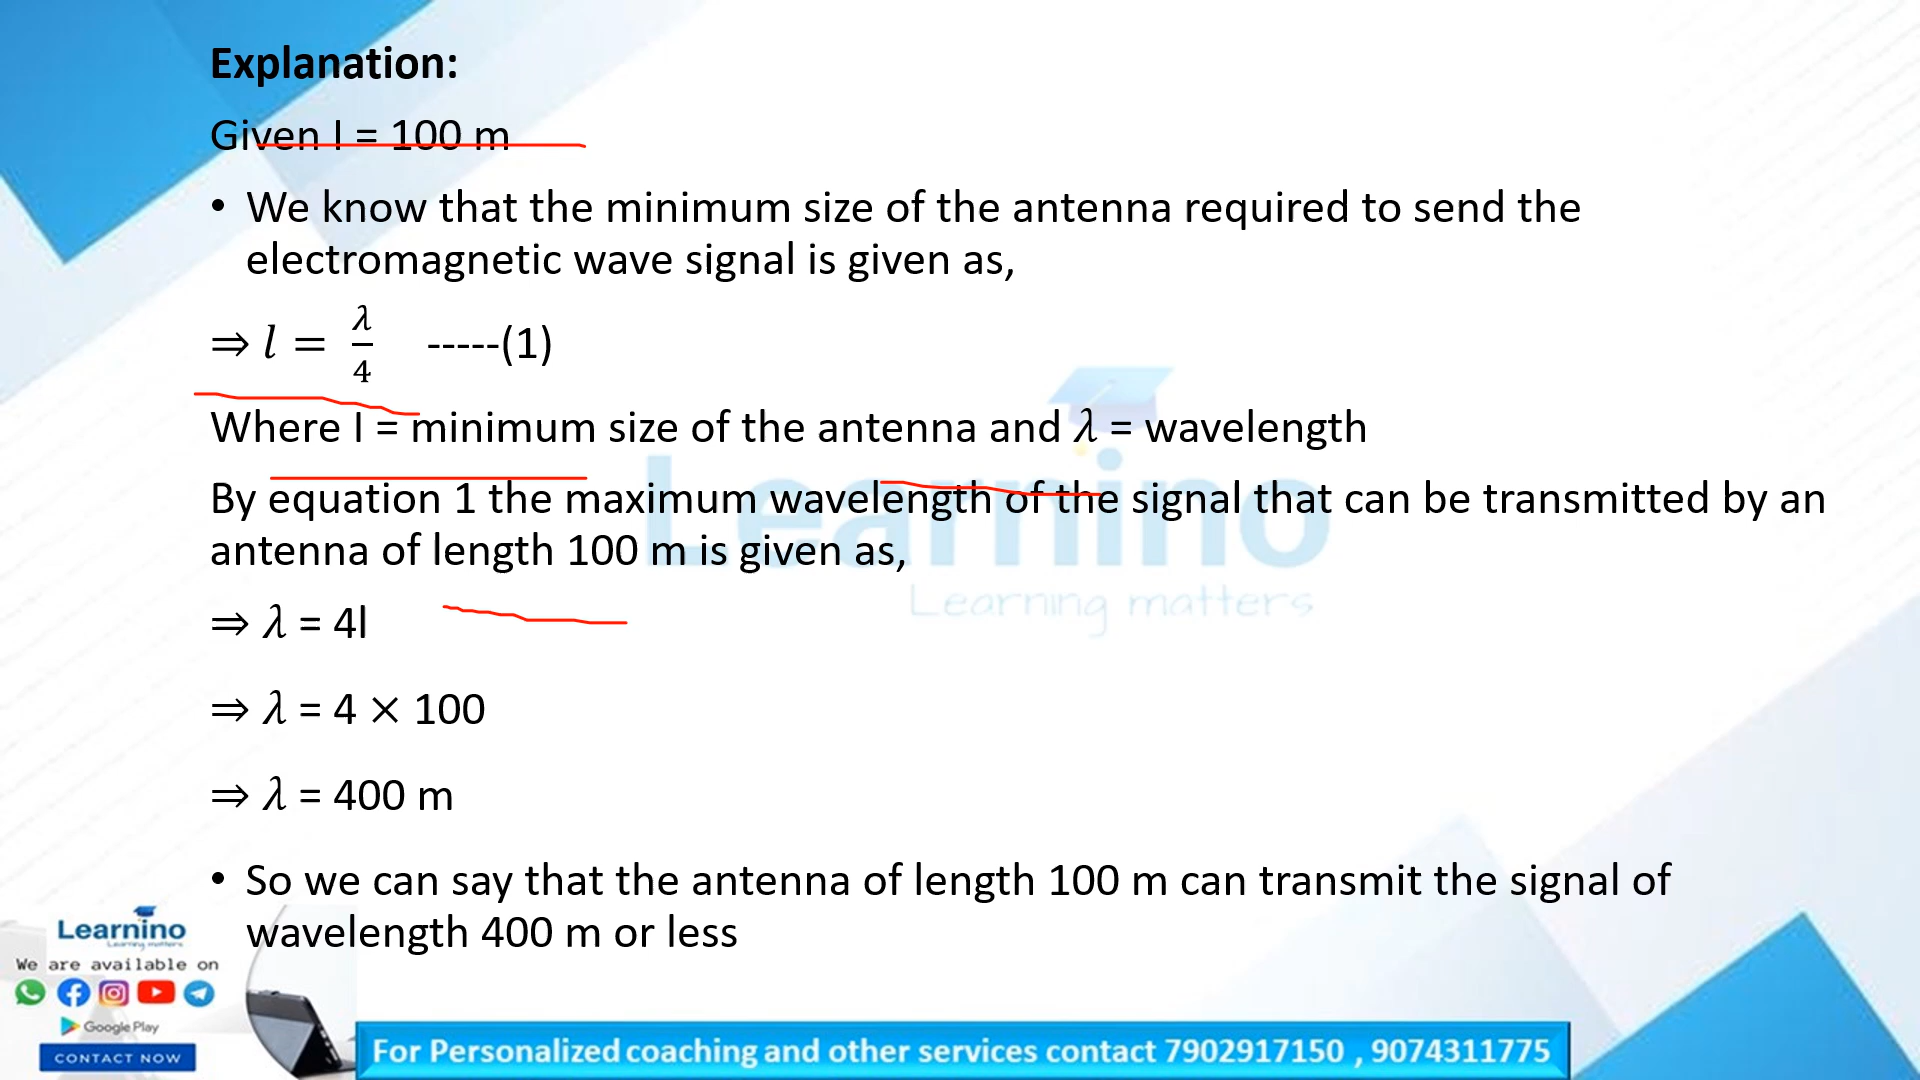 Explanation:
Given I = 100 m
• We know that the minimum size of the antenna required to send the
electromagnetic wave signal is given as,
⇒ l = λ/4 -----(1)
Where I = minimum size of the antenna and λ = wavelength
By equation 1 the maximum wavelength of the signal that can be transmitted by an
antenna of length 100 m is given as,
⇒ λ = 4l
⇒ λ = 4 × 100
⇒ λ = 400 m
• So we can say that the antenna of length 100 m can transmit the signal of
wavelength 400 m or less
Learnino
Learning matters
Learnino
Learning matters
We are available on
Google Play
CONTACT NOW
For Personalized coaching and other services contact 7902917150 , 9074311775